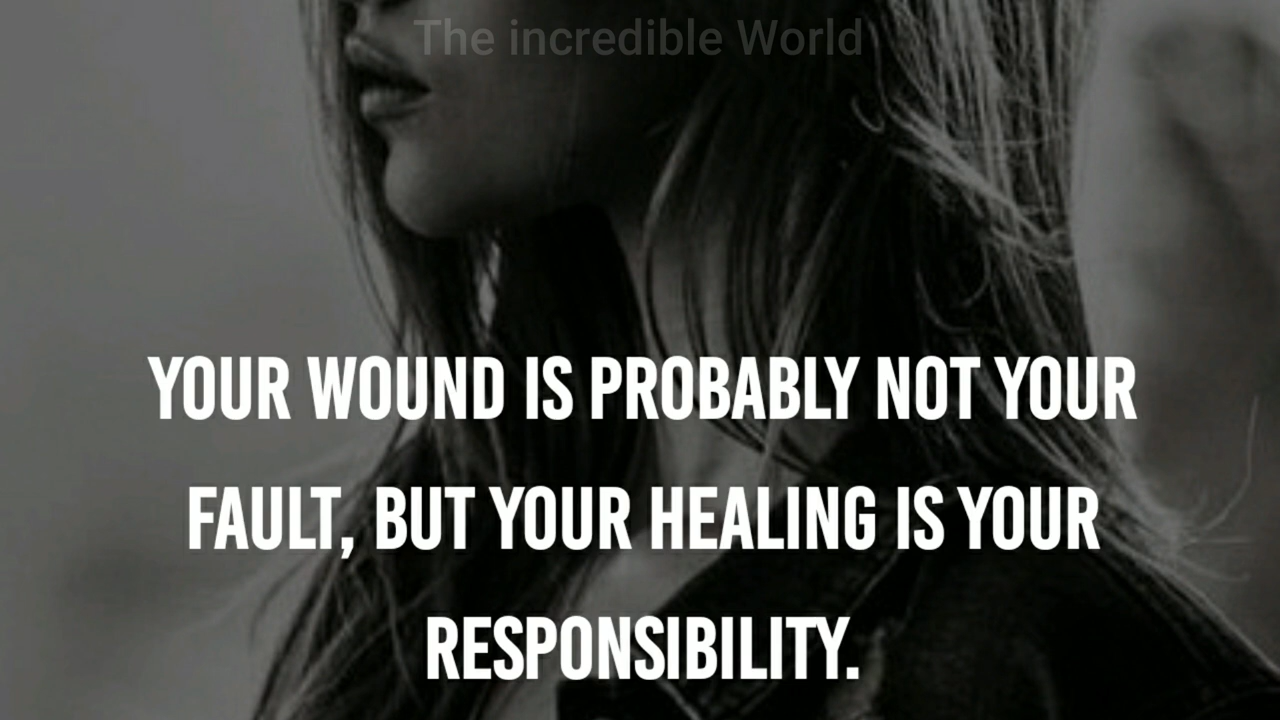 The incredible World
YOUR WOUND IS PROBABLY NOT YOUR
FAULT, BUT YOUR HEALING IS YOUR
RESPONSIBILITY.